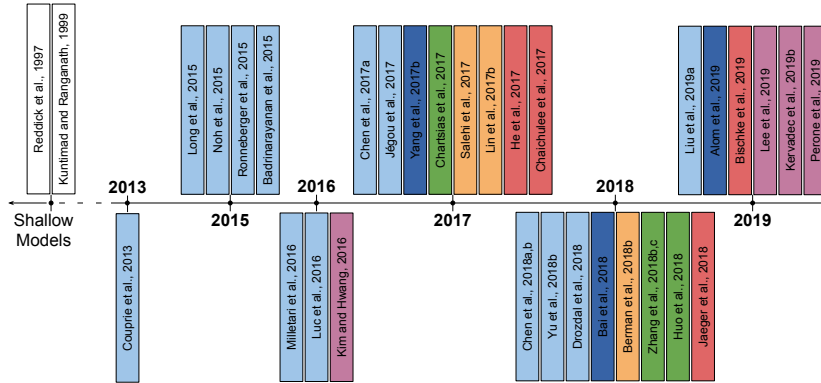 Reddick et al., 1997
Kuntimad and Ranganath, 1999
Shallow
Models
2013
Couprie et al., 2013
Long et al., 2015
Noh et al., 2015
Ronneberger et al., 2015
Badrinarayanan et al., 2015
2015
2016
Milletari et al., 2016
Luc et al., 2016
Kim and Hwang, 2016
Chen et al., 2017a
Jégou et al., 2017
Yang et al., 2017b
Chartsias et al., 2017
Salehi et al., 2017
Lin et al., 2017b
He et al., 2017
Chaichulee et al., 2017
2017
2018
Chen et al., 2018a,b
Yu et al., 2018b
Drozdal et al., 2018
Bai et al., 2018
Berman et al., 2018b
Zhang et al., 2018b,c
Huo et al., 2018
Jaeger et al., 2018
Liu et al., 2019a
Alom et al., 2019
Bischke et al., 2019
Lee et al., 2019
Kervadec et al., 2019b
Perone et al., 2019
2019